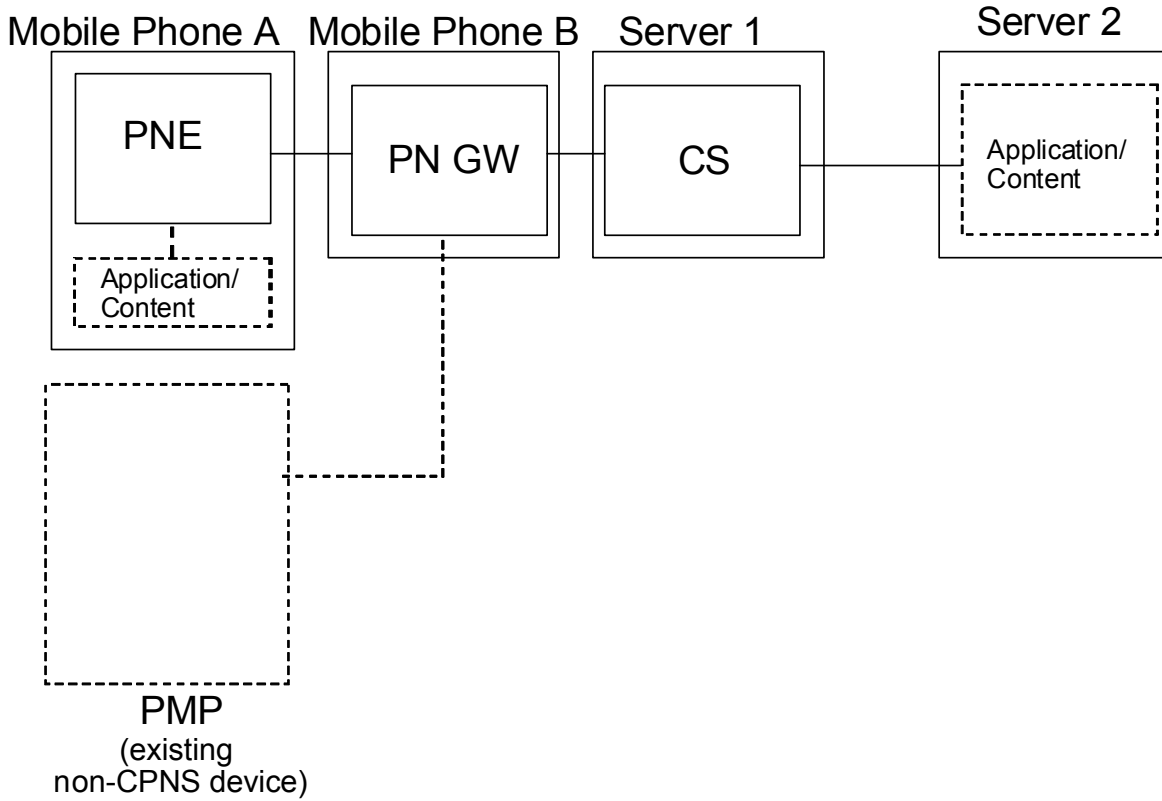 Mobile Phone A
Mobile Phone B
Server 1
Server 2
PNE
PN GW
CS
Application/
Content
Application/
Content
PMP
(existing
non-CPNS device)